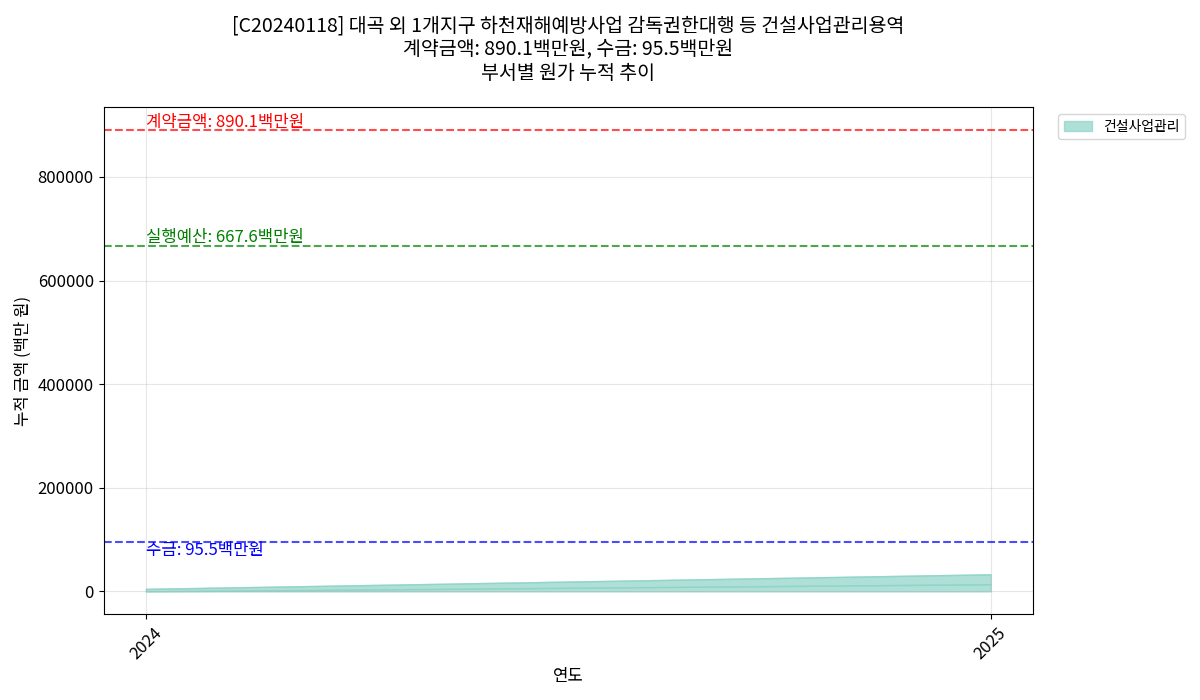 [C20240118] 대곡 외 1개지구 하천재해예방사업 감독권한대행 등 건설사업관리용역
계약금액: 890.1백만원, 수금: 95.5백만원
부서별 원가 누적 추이
계약금액: 890.1백만원
건설사업관리
800000
실행예산: 667.6백만원
600000
누적 금액 (백만 원)
400000
200000
수금: 95.5백만원
0
2024
2025
연도